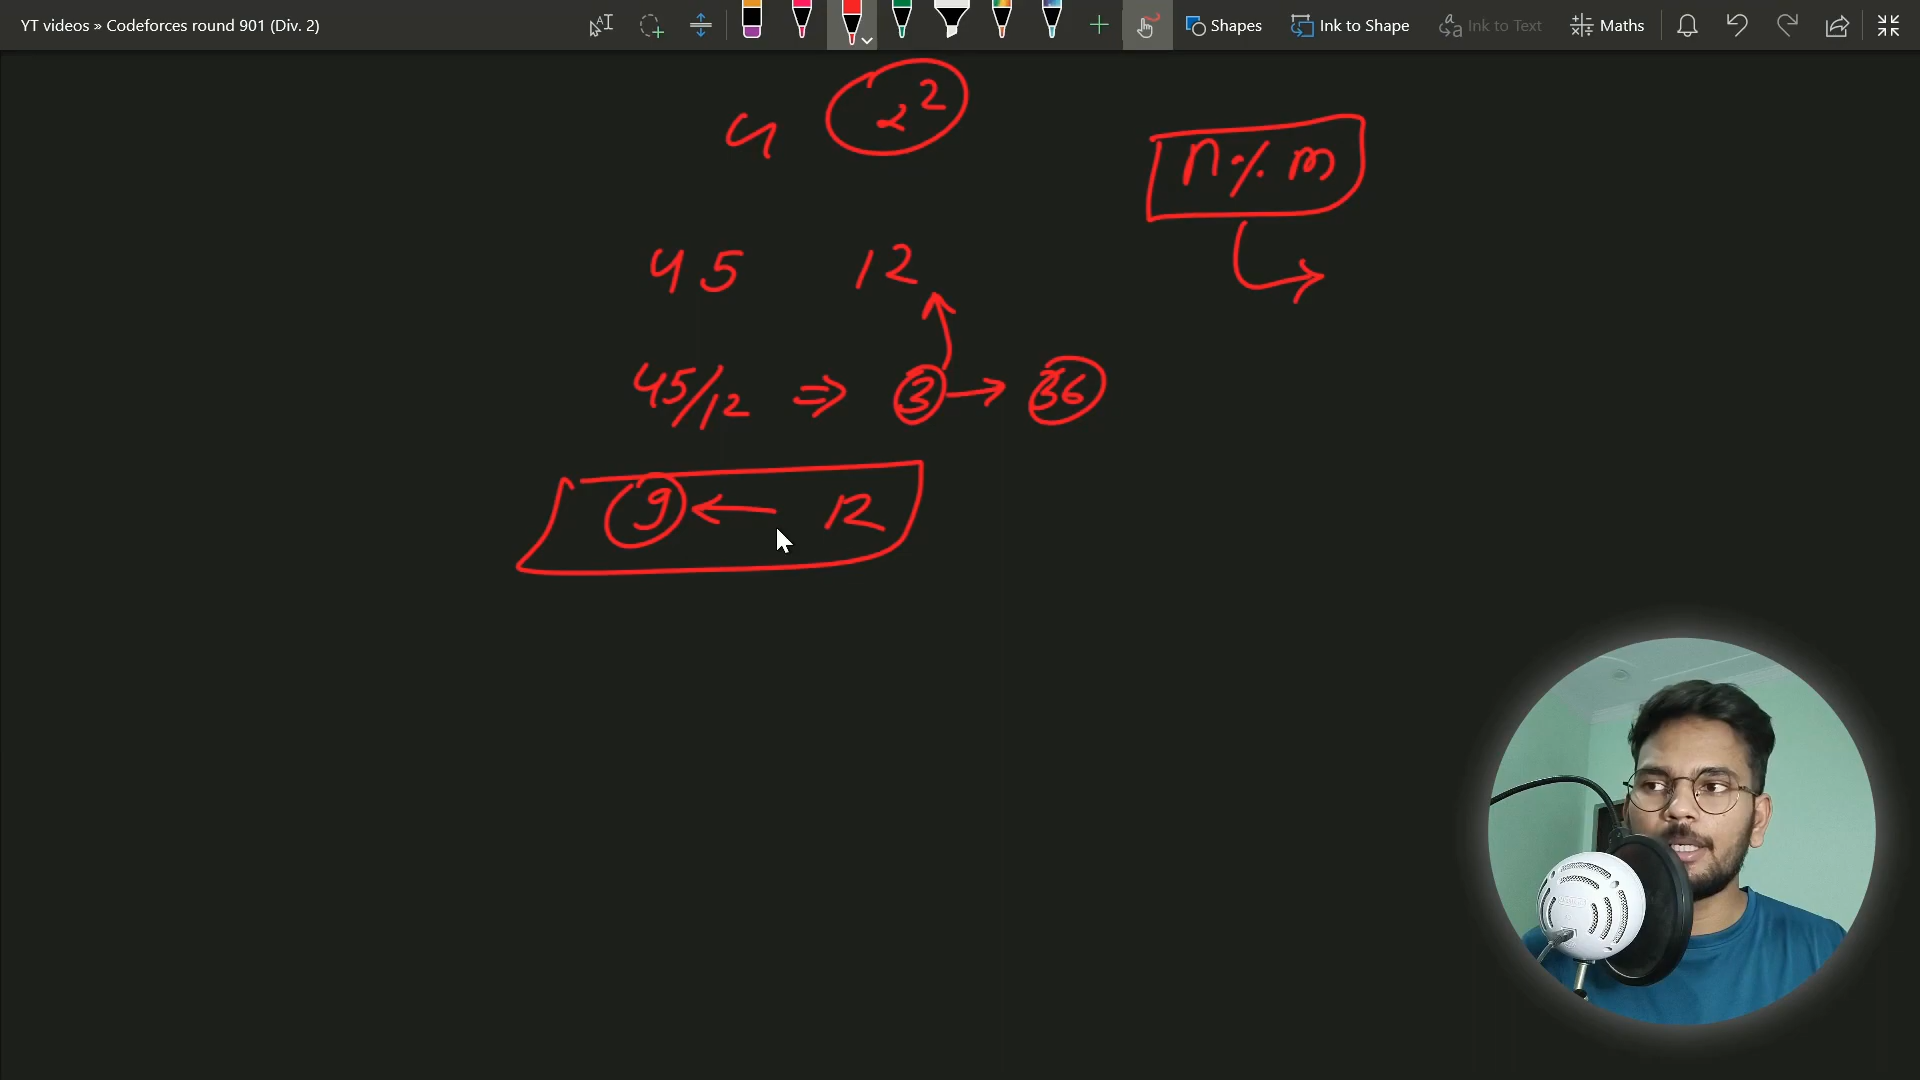 YT videos » Codeforces round 901 (Div. 2)
Shapes
Ink to Shape
Ink to Text
Maths
4 2²
n % m
45 12
45/12 ⇒ 3 → 36
9 ← 12